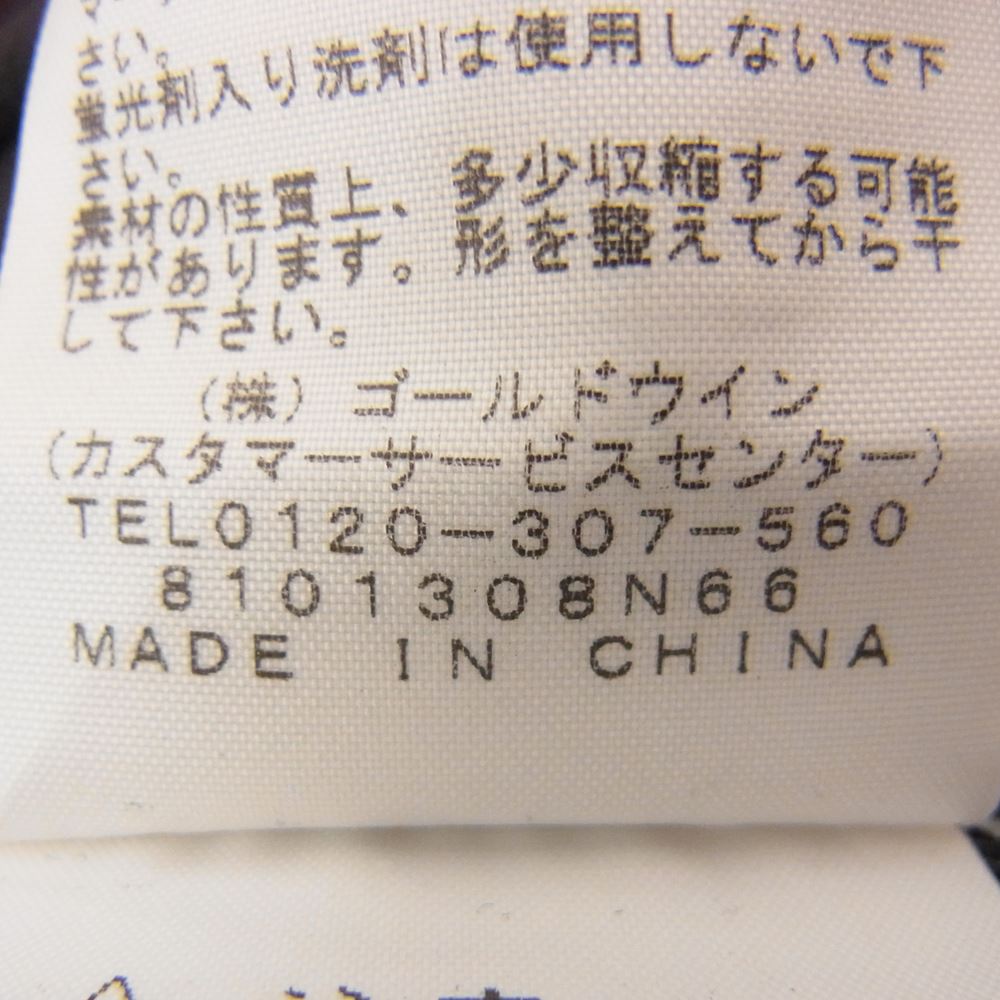 さい。
蛍光剤入り洗剤は使用しないで下
さい。
素材の性質上、多少収縮する可能
性があります。形を整えてから干
して下さい。
(株) ゴールドウイン
(カスタマーサービスセンター)
TEL0120-307-560
8101308N66
MADE IN CHINA